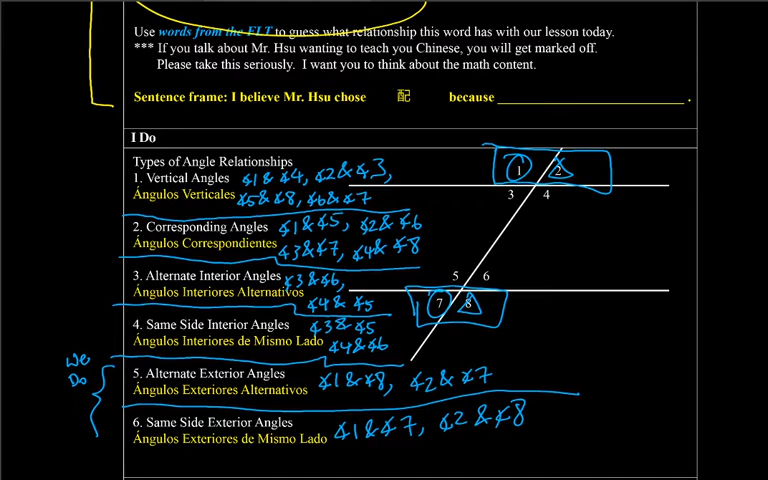 Use words from the FLT to guess what relationship this word has with our lesson today.
*** If you talk about Mr. Hsu wanting to teach you Chinese, you will get marked off.
Please take this seriously. I want you to think about the math content.
Sentence frame: I believe Mr. Hsu chose 配 because ______________________________ .
I Do
Types of Angle Relationships
1. Vertical Angles ∡1&∡4, ∡2&∡3,
Ángulos Verticales ∡5&∡8, ∡6&∡7
2. Corresponding Angles ∡1&∡5, ∡2&∡6
Ángulos Correspondientes ∡3&∡7, ∡4&∡8
3. Alternate Interior Angles ∡3&∡6,
Ángulos Interiores Alternativos ∡4&∡5
4. Same Side Interior Angles ∡3&∡5
Ángulos Interiores de Mismo Lado ∡4&∡6
We
Do
5. Alternate Exterior Angles ∡1&∡8, ∡2&∡7
Ángulos Exteriores Alternativos
6. Same Side Exterior Angles ∡1&∡7, ∡2&∡8
Ángulos Exteriores de Mismo Lado
1 2
3 4
5 6
7 8